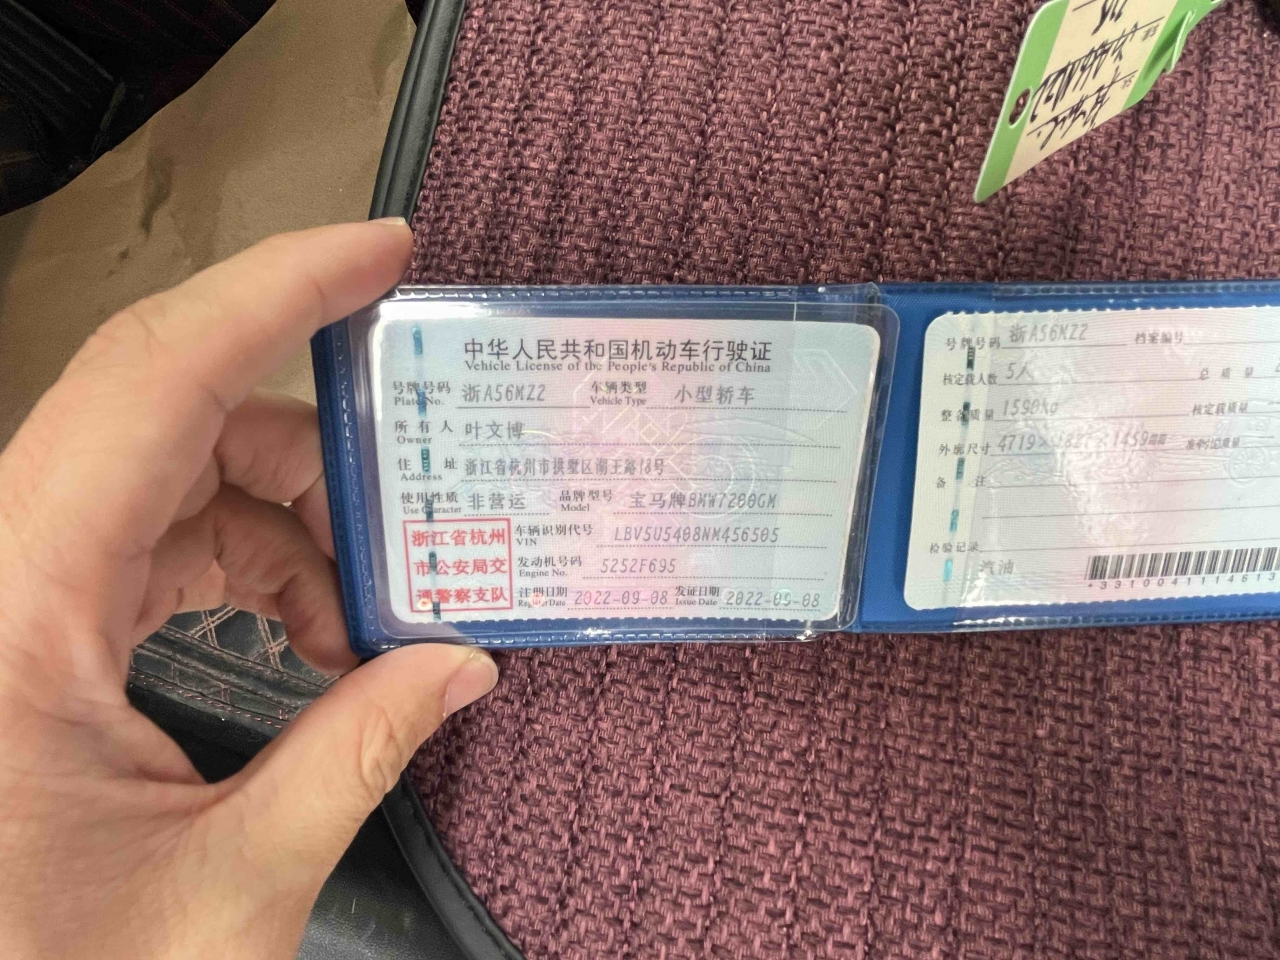 中华人民共和国机动车行驶证
Vehicle License of the People's Republic of China
号牌号码 浙A56MZ2 车辆类型 小型轿车
Plate No. Vehicle Type
所有人 叶文博
Owner
住址 浙江省杭州市拱墅区湖王路18号
Address
使用性质 非营运 品牌型号 宝马牌BMW7200GM
Use Character Model
浙江省杭州
市公安局交
通警察支队
车辆识别代号 LBV5U5408NM456505
VIN
发动机号码 5252F695
Engine No.
注册日期 2022-09-08 发证日期 2022-09-08
Register Date Issue Date
号牌号码 浙A56MZ2 档案编号
核定载人数 5人 总质量
整备质量 1590kg 核定载质量
外廓尺寸 4719×1827×1459mm 准牵引总质量
备注
检验记录
汽油